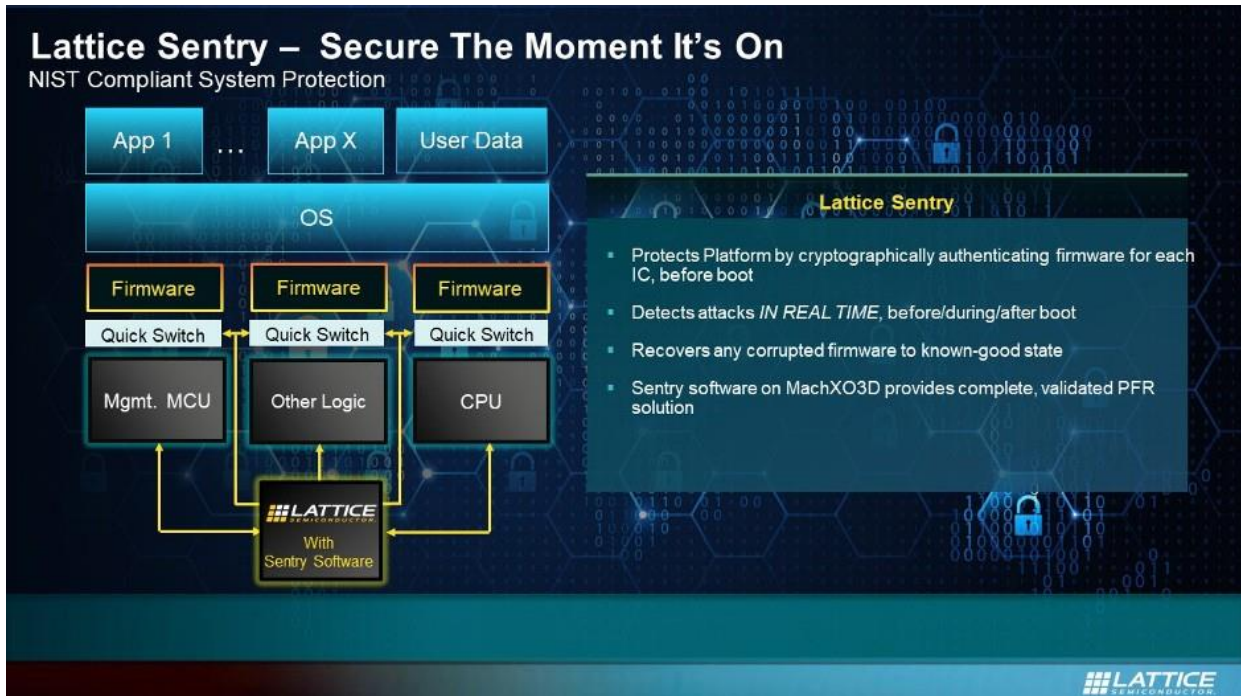 Lattice Sentry – Secure The Moment It's On
NIST Compliant System Protection
App 1
...
App X
User Data
OS
Firmware
Firmware
Firmware
Quick Switch
Quick Switch
Quick Switch
Mgmt. MCU
Other Logic
CPU
LATTICE
SEMICONDUCTOR.
With
Sentry Software
Lattice Sentry
▪ Protects Platform by cryptographically authenticating firmware for each
IC, before boot
▪ Detects attacks IN REAL TIME, before/during/after boot
▪ Recovers any corrupted firmware to known-good state
▪ Sentry software on MachXO3D provides complete, validated PFR
solution
LATTICE
SEMICONDUCTOR.